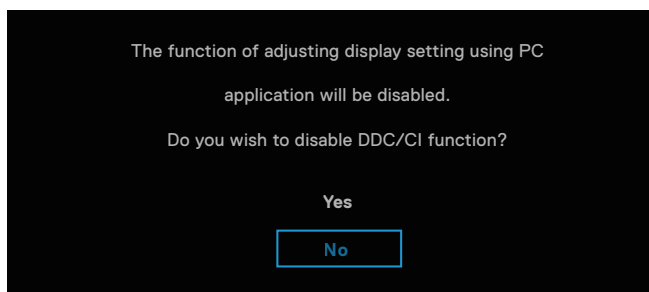 The function of adjusting display setting using PC
application will be disabled.
Do you wish to disable DDC/CI function?
Yes
No